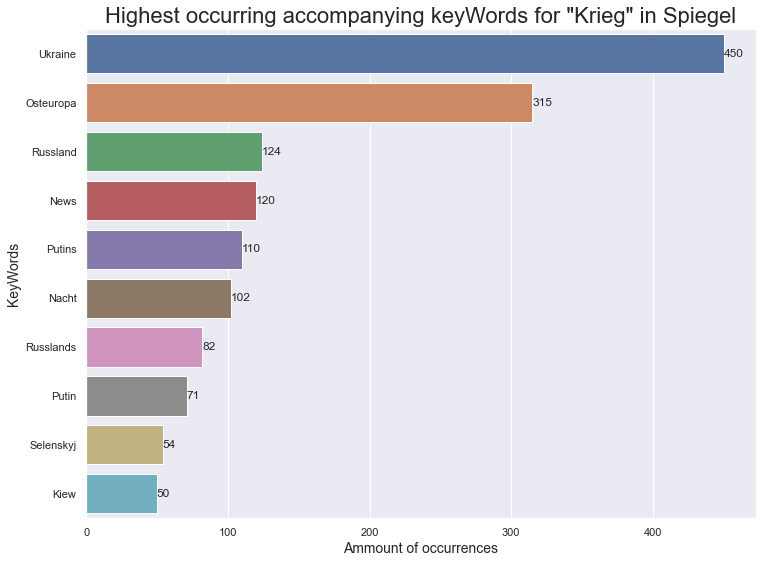 Highest occurring accompanying keyWords for "Krieg" in Spiegel
KeyWords
Ukraine 450
Osteuropa 315
Russland 124
News 120
Putins 110
Nacht 102
Russlands 82
Putin 71
Selenskyj 54
Kiew 50
0 100 200 300 400
Ammount of occurrences